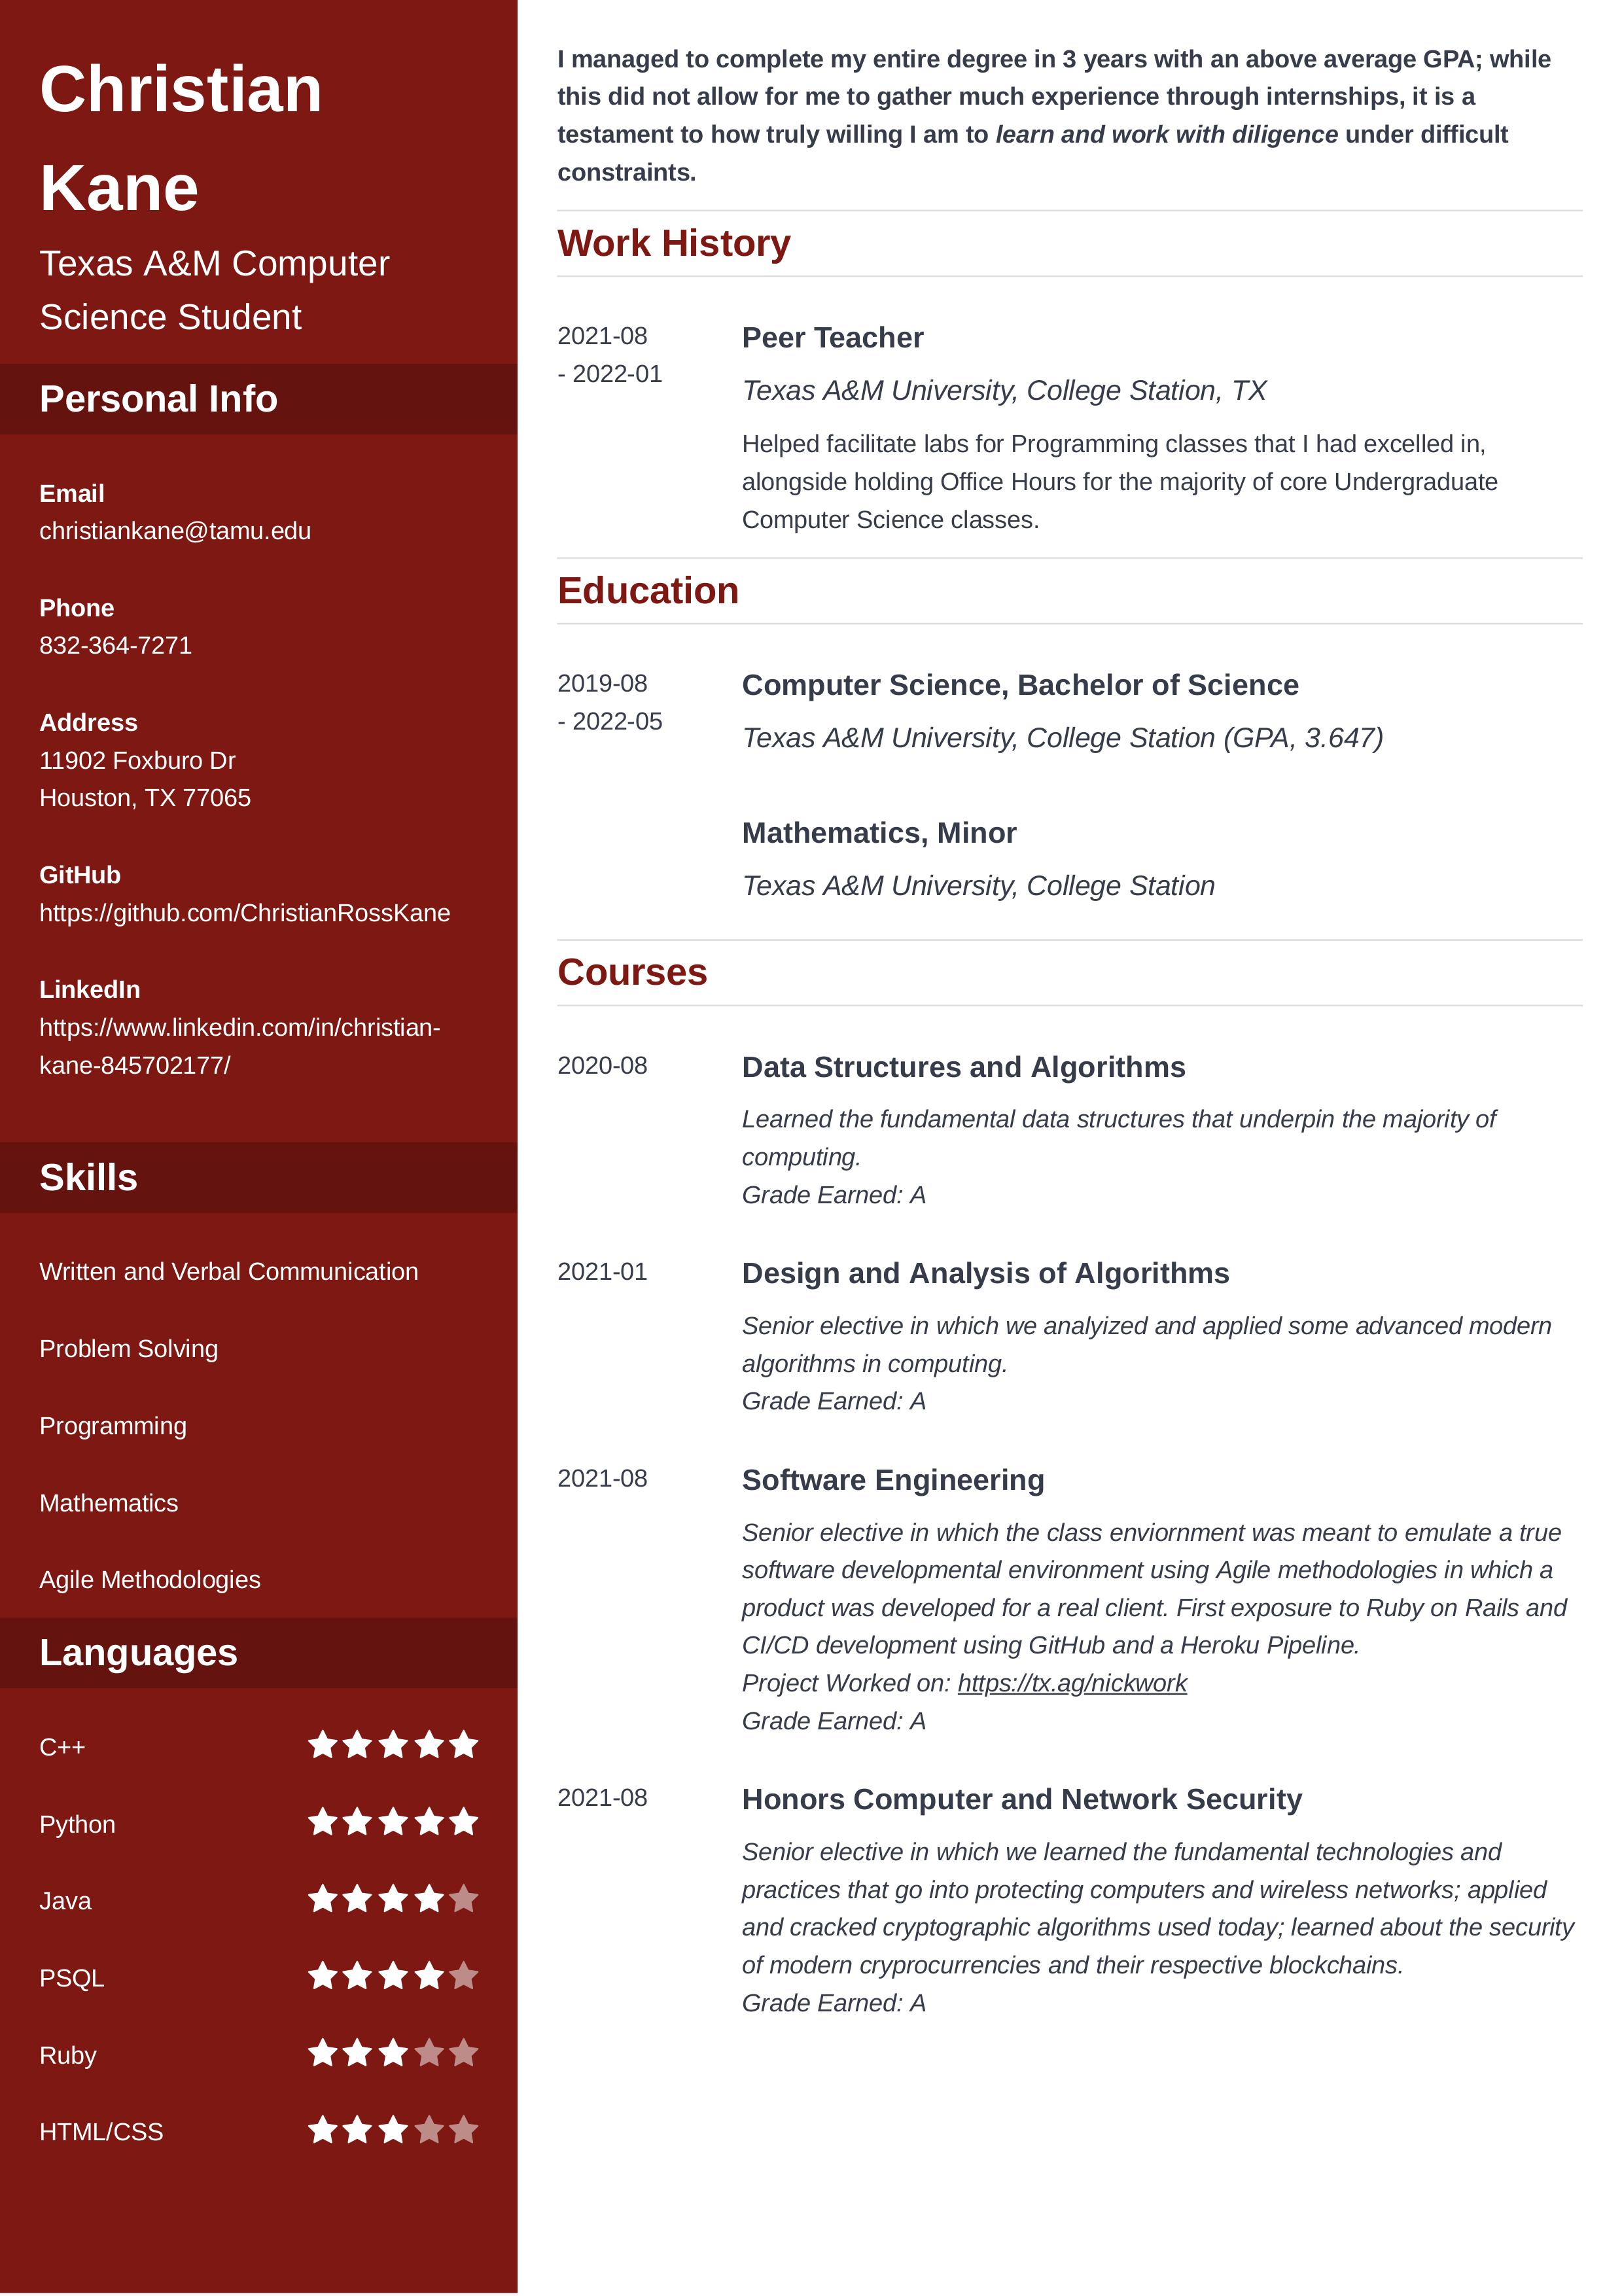 Christian
Kane
Texas A&M Computer
Science Student
Personal Info
Email
christiankane@tamu.edu
Phone
832-364-7271
Address
11902 Foxburo Dr
Houston, TX 77065
GitHub
https://github.com/ChristianRossKane
LinkedIn
https://www.linkedin.com/in/christian-
kane-845702177/
Skills
Written and Verbal Communication
Problem Solving
Programming
Mathematics
Agile Methodologies
Languages
C++
Python
Java
PSQL
Ruby
HTML/CSS
I managed to complete my entire degree in 3 years with an above average GPA; while
this did not allow for me to gather much experience through internships, it is a
testament to how truly willing I am to learn and work with diligence under difficult
constraints.
Work History
2021-08
- 2022-01
Peer Teacher
Texas A&M University, College Station, TX
Helped facilitate labs for Programming classes that I had excelled in,
alongside holding Office Hours for the majority of core Undergraduate
Computer Science classes.
Education
2019-08
- 2022-05
Computer Science, Bachelor of Science
Texas A&M University, College Station (GPA, 3.647)
Mathematics, Minor
Texas A&M University, College Station
Courses
2020-08
Data Structures and Algorithms
Learned the fundamental data structures that underpin the majority of
computing.
Grade Earned: A
2021-01
Design and Analysis of Algorithms
Senior elective in which we analyized and applied some advanced modern
algorithms in computing.
Grade Earned: A
2021-08
Software Engineering
Senior elective in which the class enviornment was meant to emulate a true
software developmental environment using Agile methodologies in which a
product was developed for a real client. First exposure to Ruby on Rails and
CI/CD development using GitHub and a Heroku Pipeline.
Project Worked on: https://tx.ag/nickwork
Grade Earned: A
2021-08
Honors Computer and Network Security
Senior elective in which we learned the fundamental technologies and
practices that go into protecting computers and wireless networks; applied
and cracked cryptographic algorithms used today; learned about the security
of modern cryprocurrencies and their respective blockchains.
Grade Earned: A